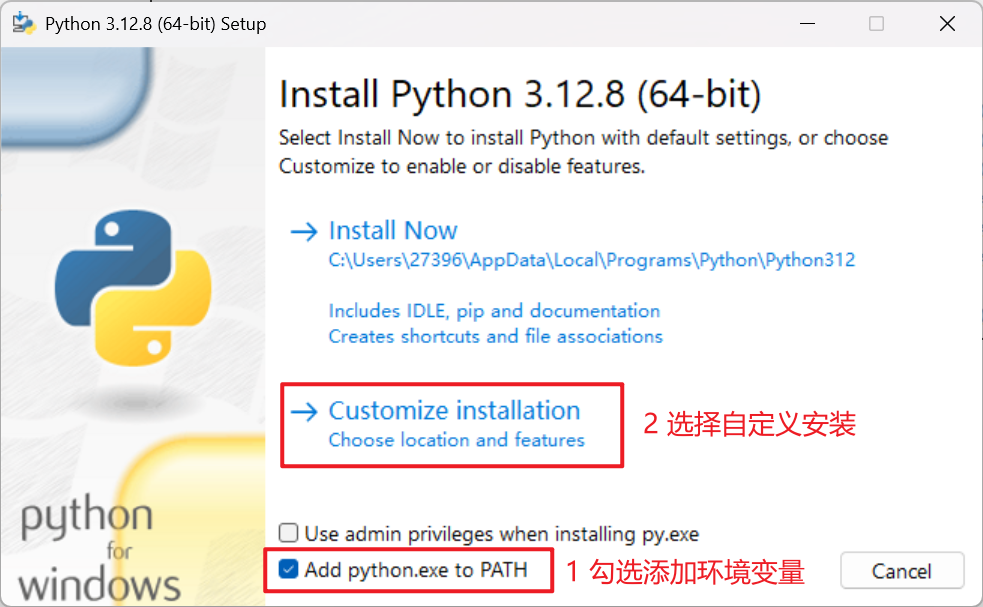 Python 3.12.8 (64-bit) Setup
Install Python 3.12.8 (64-bit)
Select Install Now to install Python with default settings, or choose
Customize to enable or disable features.
Install Now
C:\Users\27396\AppData\Local\Programs\Python\Python312
Includes IDLE, pip and documentation
Creates shortcuts and file associations
Customize installation
Choose location and features
2 选择自定义安装
Use admin privileges when installing py.exe
Add python.exe to PATH
1 勾选添加环境变量
Cancel
python
for
windows